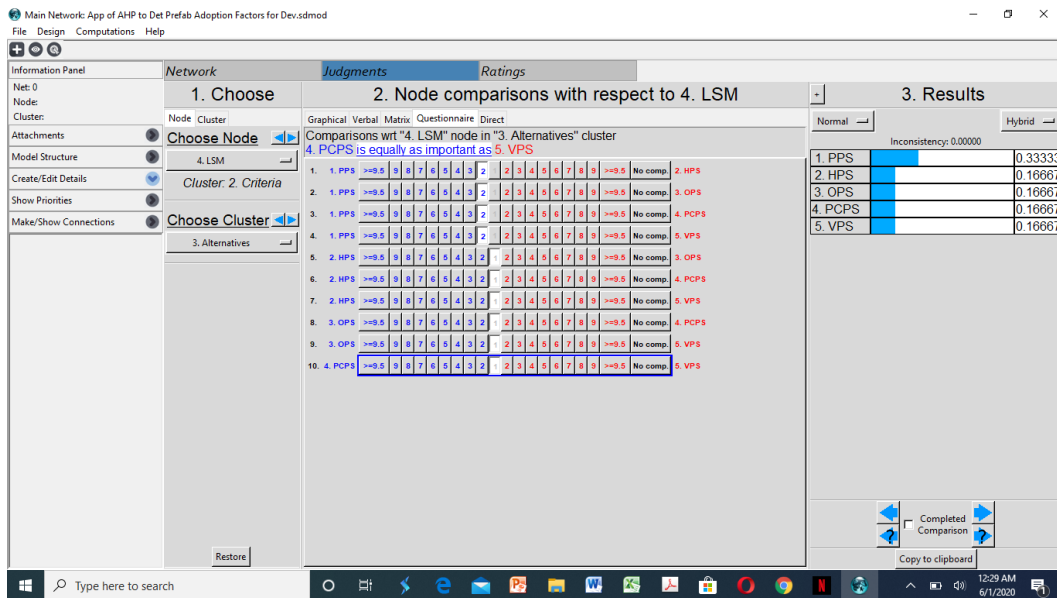 Main Network: App of AHP to Det Prefab Adoption Factors for Dev.sdmod
File Design Computations Help
Information Panel
Net: 0
Node:
Cluster:
Attachments
Model Structure
Create/Edit Details
Show Priorities
Make/Show Connections
Network Judgments Ratings
1. Choose
Node Cluster
Choose Node
4. LSM
Cluster: 2. Criteria
Choose Cluster
3. Alternatives
Restore
2. Node comparisons with respect to 4. LSM
Graphical Verbal Matrix Questionnaire Direct
Comparisons wrt "4. LSM" node in "3. Alternatives" cluster
4. PCPS is equally as important as 5. VPS
1. 1. PPS >=9.5 9 8 7 6 5 4 3 2 1 2 3 4 5 6 7 8 9 >=9.5 No comp. 2. HPS
2. 1. PPS >=9.5 9 8 7 6 5 4 3 2 1 2 3 4 5 6 7 8 9 >=9.5 No comp. 3. OPS
3. 1. PPS >=9.5 9 8 7 6 5 4 3 2 1 2 3 4 5 6 7 8 9 >=9.5 No comp. 4. PCPS
4. 1. PPS >=9.5 9 8 7 6 5 4 3 2 1 2 3 4 5 6 7 8 9 >=9.5 No comp. 5. VPS
5. 2. HPS >=9.5 9 8 7 6 5 4 3 2 1 2 3 4 5 6 7 8 9 >=9.5 No comp. 3. OPS
6. 2. HPS >=9.5 9 8 7 6 5 4 3 2 1 2 3 4 5 6 7 8 9 >=9.5 No comp. 4. PCPS
7. 2. HPS >=9.5 9 8 7 6 5 4 3 2 1 2 3 4 5 6 7 8 9 >=9.5 No comp. 5. VPS
8. 3. OPS >=9.5 9 8 7 6 5 4 3 2 1 2 3 4 5 6 7 8 9 >=9.5 No comp. 4. PCPS
9. 3. OPS >=9.5 9 8 7 6 5 4 3 2 1 2 3 4 5 6 7 8 9 >=9.5 No comp. 5. VPS
10. 4. PCPS >=9.5 9 8 7 6 5 4 3 2 1 2 3 4 5 6 7 8 9 >=9.5 No comp. 5. VPS
+ 3. Results
Normal Hybrid
Inconsistency: 0.00000
1. PPS 0.33333
2. HPS 0.16667
3. OPS 0.16667
4. PCPS 0.16667
5. VPS 0.16667
Completed
Comparison
Copy to clipboard
Type here to search
12:29 AM
6/1/2020